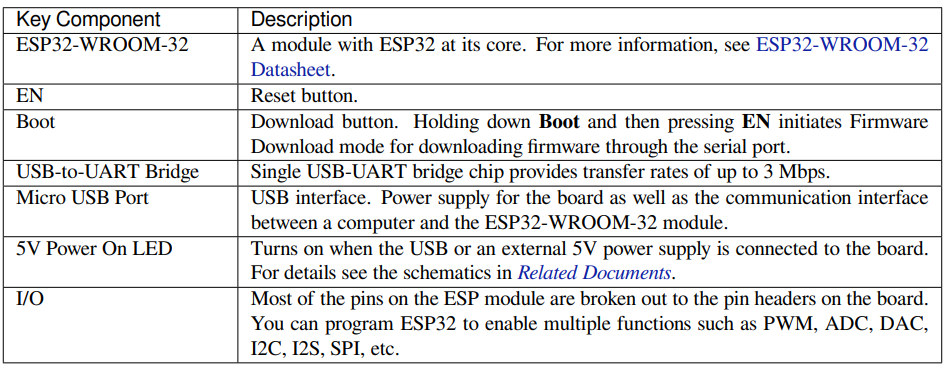 Key Component Description
ESP32-WROOM-32 A module with ESP32 at its core. For more information, see ESP32-WROOM-32
Datasheet.
EN Reset button.
Boot Download button. Holding down Boot and then pressing EN initiates Firmware
Download mode for downloading firmware through the serial port.
USB-to-UART Bridge Single USB-UART bridge chip provides transfer rates of up to 3 Mbps.
Micro USB Port USB interface. Power supply for the board as well as the communication interface
between a computer and the ESP32-WROOM-32 module.
5V Power On LED Turns on when the USB or an external 5V power supply is connected to the board.
For details see the schematics in Related Documents.
I/O Most of the pins on the ESP module are broken out to the pin headers on the board.
You can program ESP32 to enable multiple functions such as PWM, ADC, DAC,
I2C, I2S, SPI, etc.